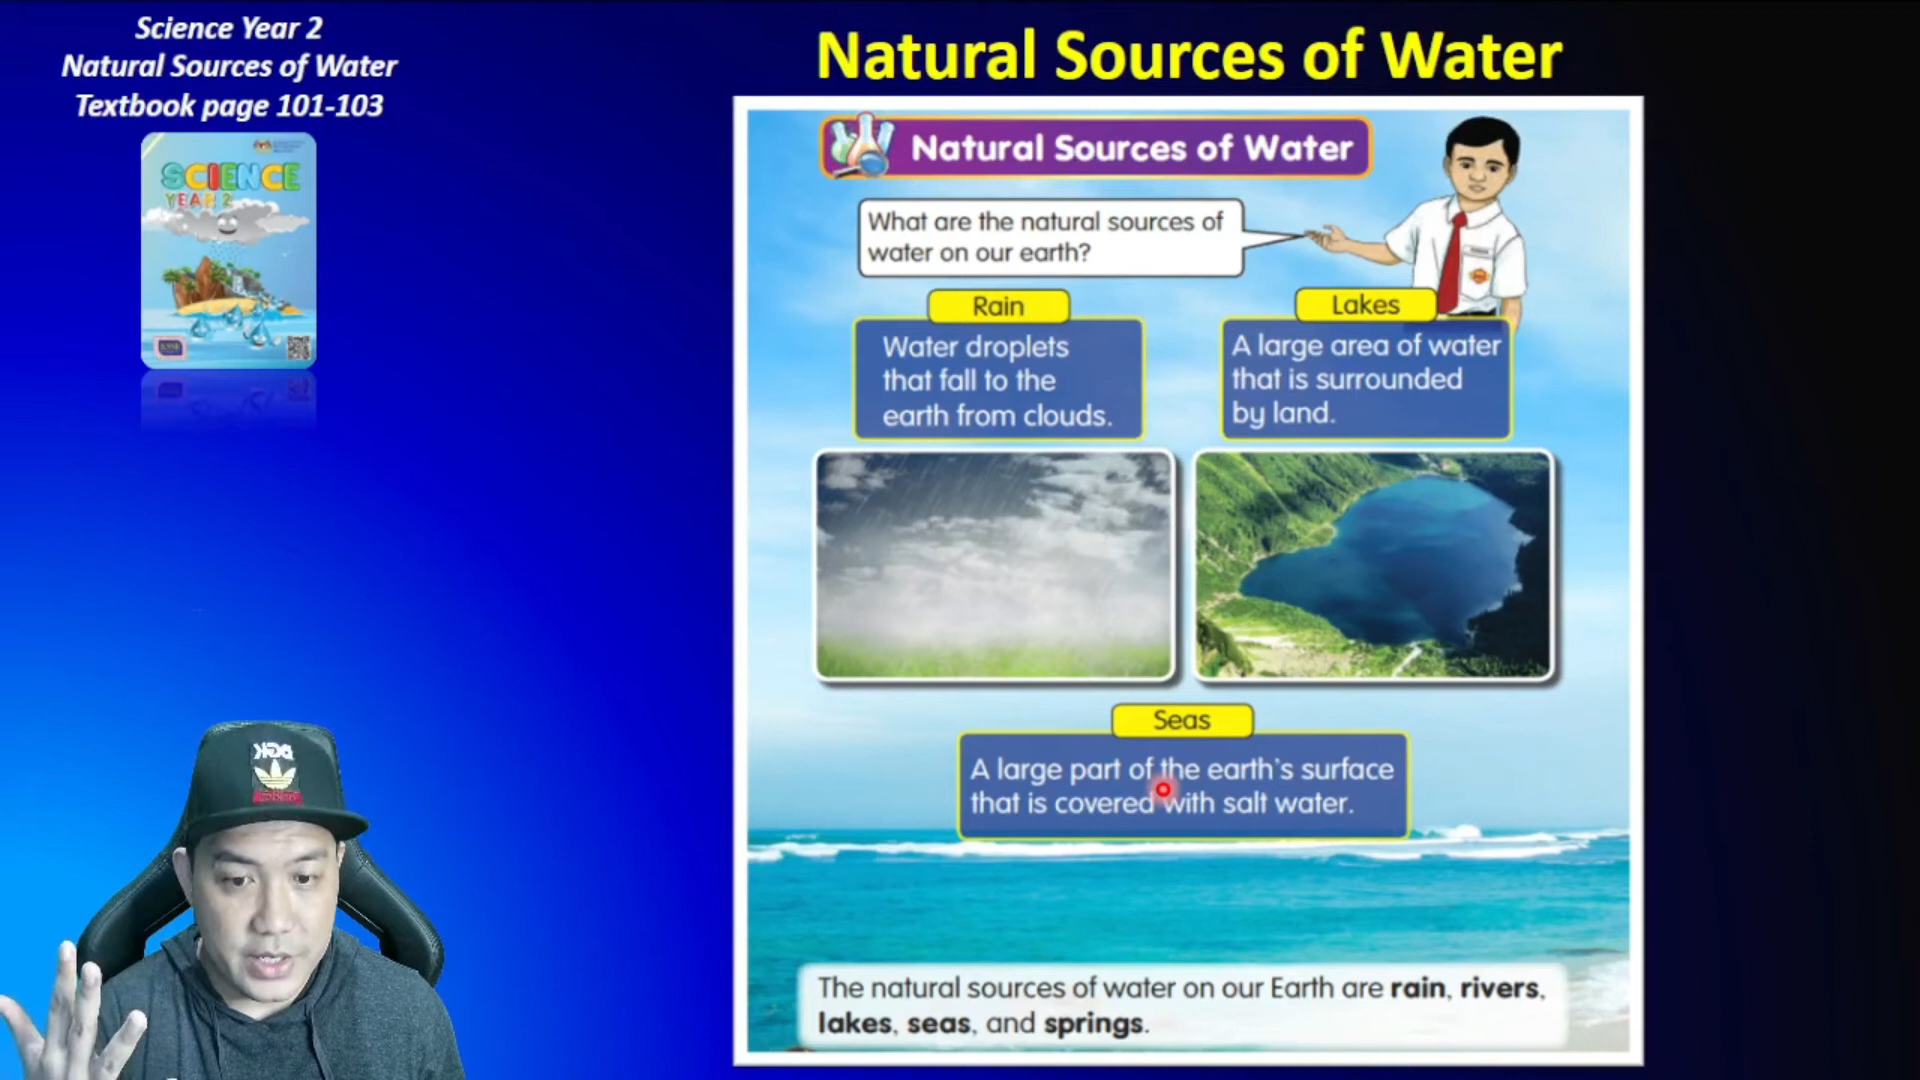 Science Year 2
Natural Sources of Water
Textbook page 101-103
SCIENCE
YEAR 2
Natural Sources of Water
Natural Sources of Water
What are the natural sources of
water on our earth?
Rain
Water droplets
that fall to the
earth from clouds.
Lakes
A large area of water
that is surrounded
by land.
Seas
A large part of the earth's surface
that is covered with salt water.
The natural sources of water on our Earth are rain, rivers,
lakes, seas, and springs.